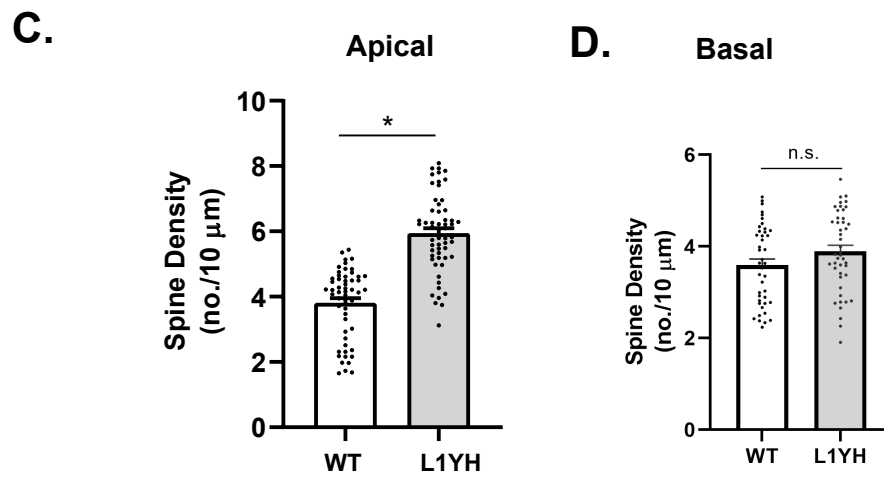 C.
Apical
Spine Density
(no./10 μm)
10
8
6
4
2
0
*
WT
L1YH
D.
Basal
Spine Density
(no./10 μm)
6
4
2
0
n.s.
WT
L1YH